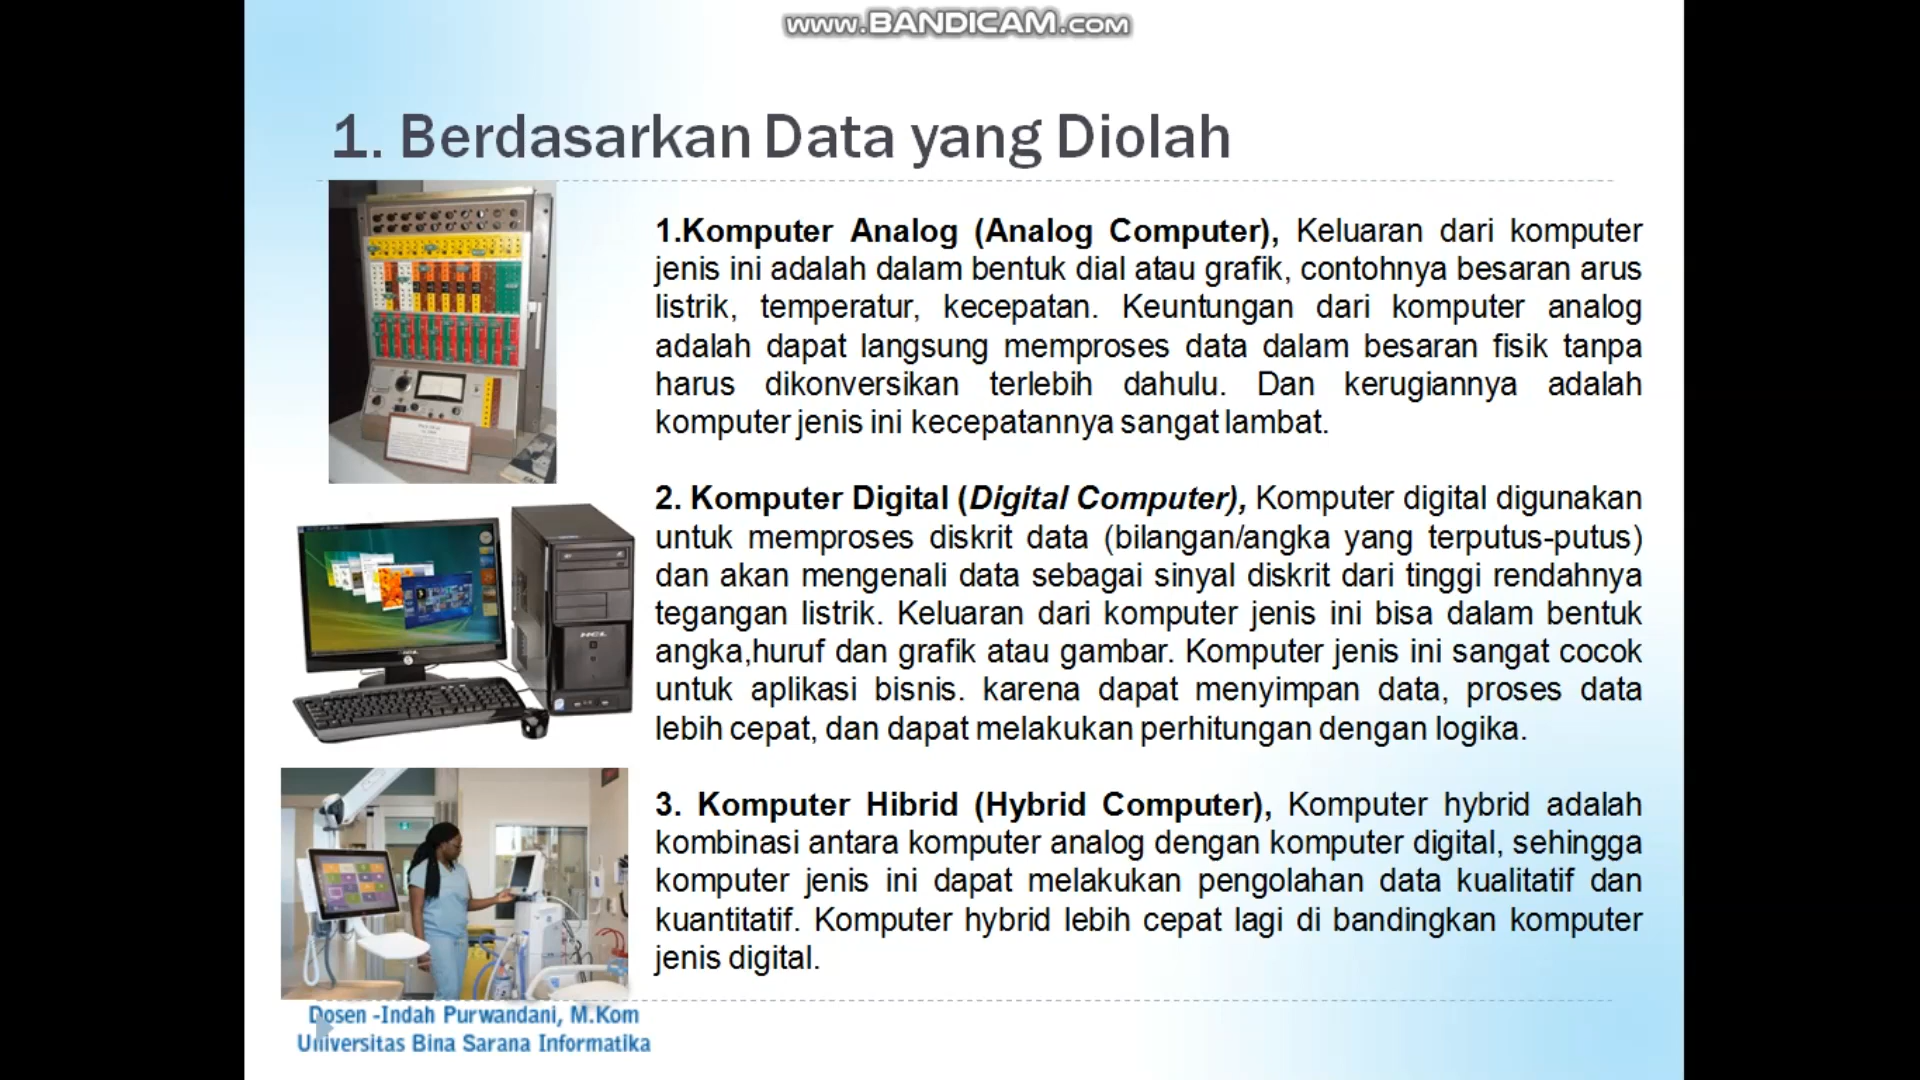 www.BANDICAM.com
1. Berdasarkan Data yang Diolah
1.Komputer Analog (Analog Computer), Keluaran dari komputer
jenis ini adalah dalam bentuk dial atau grafik, contohnya besaran arus
listrik, temperatur, kecepatan. Keuntungan dari komputer analog
adalah dapat langsung memproses data dalam besaran fisik tanpa
harus dikonversikan terlebih dahulu. Dan kerugiannya adalah
komputer jenis ini kecepatannya sangat lambat.
2. Komputer Digital (Digital Computer), Komputer digital digunakan
untuk memproses diskrit data (bilangan/angka yang terputus-putus)
dan akan mengenali data sebagai sinyal diskrit dari tinggi rendahnya
tegangan listrik. Keluaran dari komputer jenis ini bisa dalam bentuk
angka,huruf dan grafik atau gambar. Komputer jenis ini sangat cocok
untuk aplikasi bisnis. karena dapat menyimpan data, proses data
lebih cepat, dan dapat melakukan perhitungan dengan logika.
HCL
3. Komputer Hibrid (Hybrid Computer), Komputer hybrid adalah
kombinasi antara komputer analog dengan komputer digital, sehingga
komputer jenis ini dapat melakukan pengolahan data kualitatif dan
kuantitatif. Komputer hybrid lebih cepat lagi di bandingkan komputer
jenis digital.
Dosen -Indah Purwandani, M.Kom
Universitas Bina Sarana Informatika